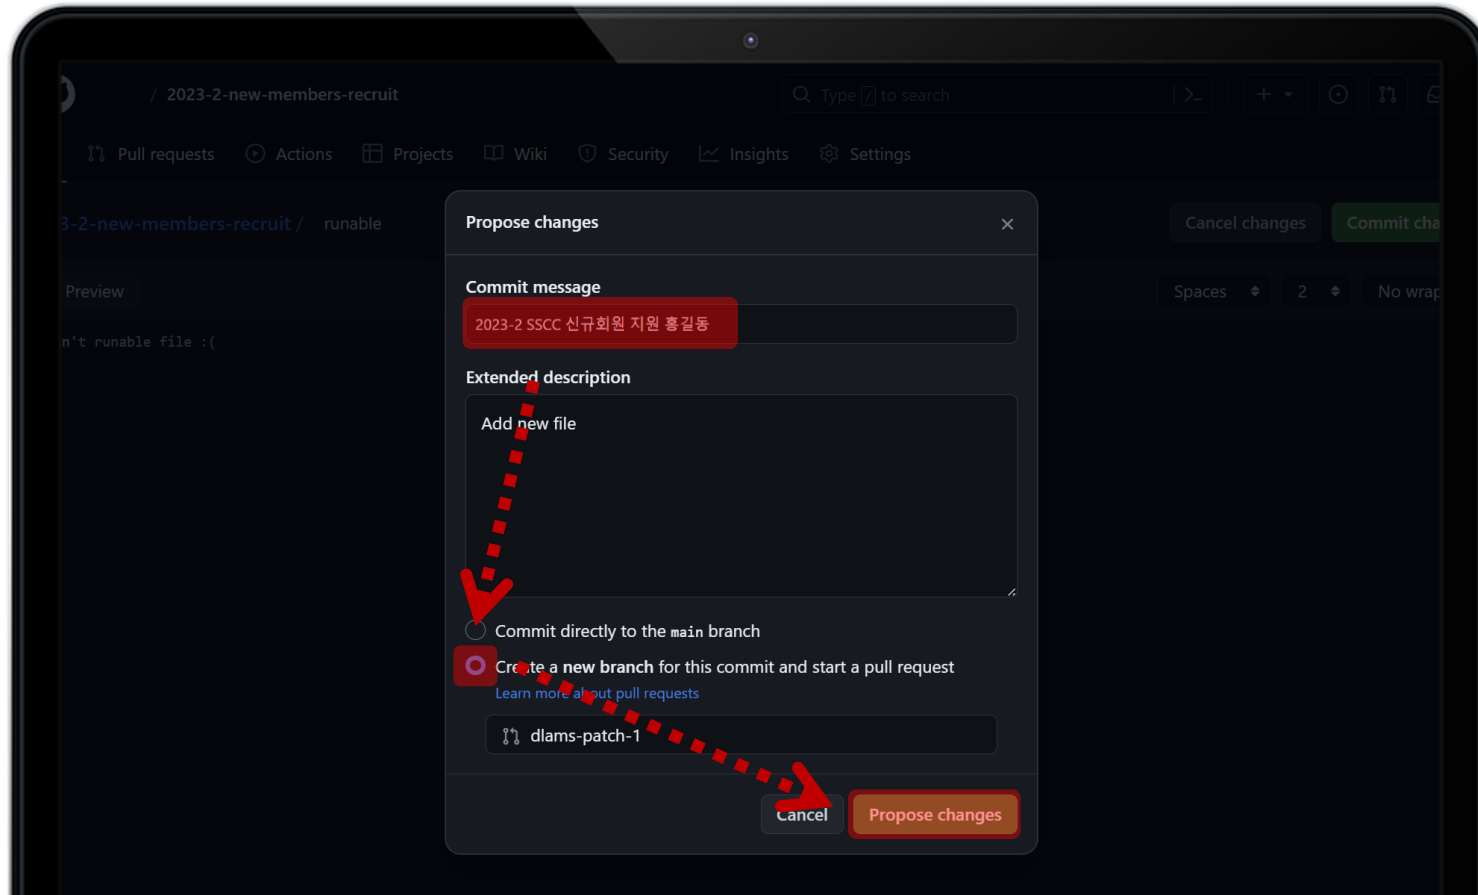 / 2023-2-new-members-recruit
Type / to search
Pull requests Actions Projects Wiki Security Insights Settings
3-2-new-members-recruit / runable
Cancel changes Commit cha
Preview
Spaces 2 No wrap
n't runable file :(
Propose changes
Commit message
2023-2 SSCC 신규회원 지원 홍길동
Extended description
Add new file
Commit directly to the main branch
Create a new branch for this commit and start a pull request
Learn more about pull requests
dlams-patch-1
Cancel Propose changes